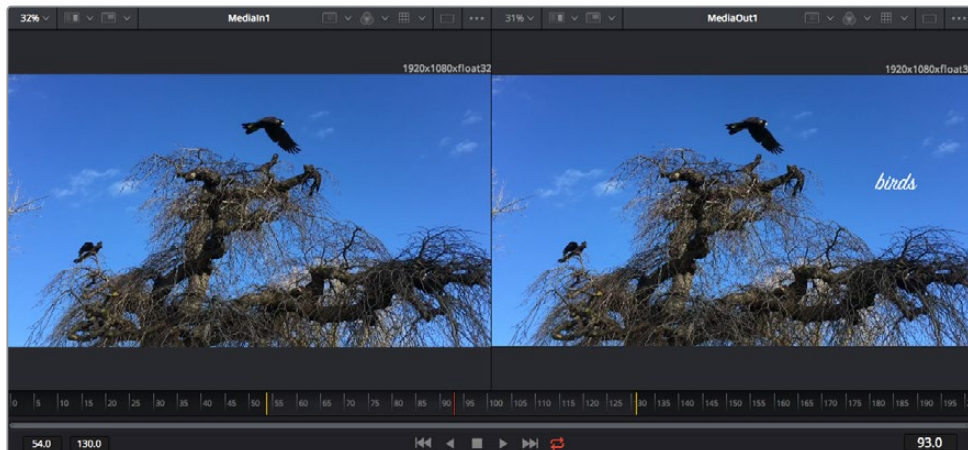 32% MediaIn1 31% MediaOut1
1920x1080xfloat32 1920x1080xfloat3
birds
0 5 10 15 20 25 30 35 40 45 50 55 60 65 70 75 80 85 90 95 100 105 110 115 120 125 30 135 140 145 150 155 160 165 170 175 180 185 190 195
54.0 130.0 93.0